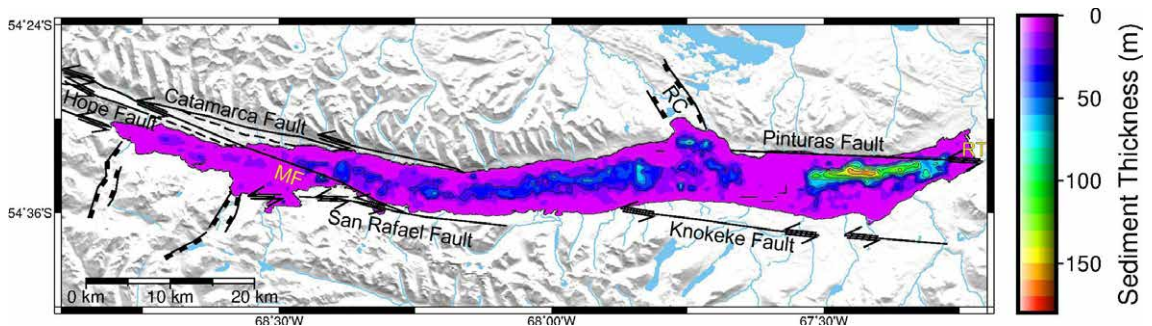 54°24'S
0
Sediment Thickness (m)
RC
Hope Fault
Catamarca Fault
50
Pinturas Fault
RT
MF
100
54°36'S
San Rafael Fault
Knokeke Fault
150
0 km 10 km 20 km
68°30'W 68°00'W 67°30'W